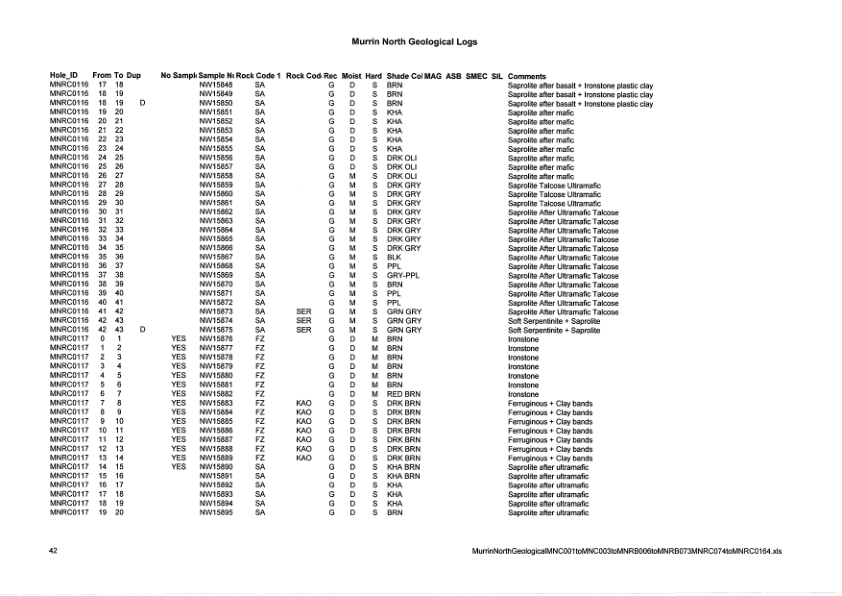 Murrin North Geological Logs
Hole_ID From To Dup No Sampl Sample N Rock Code 1 Rock Cod Rec Moist Hard Shade Col MAG ASB SMEC SIL Comments
MNRC0116 17 18 NW15848 SA G D S BRN Saprolite after basalt + Ironstone plastic clay
MNRC0116 18 19 NW15849 SA G D S BRN Saprolite after basalt + Ironstone plastic clay
MNRC0116 18 19 D NW15850 SA G D S BRN Saprolite after basalt + Ironstone plastic clay
MNRC0116 19 20 NW15851 SA G D S KHA Saprolite after mafic
MNRC0116 20 21 NW15852 SA G D S KHA Saprolite after mafic
MNRC0116 21 22 NW15853 SA G D S KHA Saprolite after mafic
MNRC0116 22 23 NW15854 SA G D S KHA Saprolite after mafic
MNRC0116 23 24 NW15855 SA G D S KHA Saprolite after mafic
MNRC0116 24 25 NW15856 SA G D S DRK OLI Saprolite after mafic
MNRC0116 25 26 NW15857 SA G D S DRK OLI Saprolite after mafic
MNRC0116 26 27 NW15858 SA G M S DRK OLI Saprolite after mafic
MNRC0116 27 28 NW15859 SA G M S DRK GRY Saprolite Talcose Ultramafic
MNRC0116 28 29 NW15860 SA G M S DRK GRY Saprolite Talcose Ultramafic
MNRC0116 29 30 NW15861 SA G M S DRK GRY Saprolite Talcose Ultramafic
MNRC0116 30 31 NW15862 SA G M S DRK GRY Saprolite After Ultramafic Talcose
MNRC0116 31 32 NW15863 SA G M S DRK GRY Saprolite After Ultramafic Talcose
MNRC0116 32 33 NW15864 SA G M S DRK GRY Saprolite After Ultramafic Talcose
MNRC0116 33 34 NW15865 SA G M S DRK GRY Saprolite After Ultramafic Talcose
MNRC0116 34 35 NW15866 SA G M S DRK GRY Saprolite After Ultramafic Talcose
MNRC0116 35 36 NW15867 SA G M S BLK Saprolite After Ultramafic Talcose
MNRC0116 36 37 NW15868 SA G M S PPL Saprolite After Ultramafic Talcose
MNRC0116 37 38 NW15869 SA G M S GRY-PPL Saprolite After Ultramafic Talcose
MNRC0116 38 39 NW15870 SA G M S BRN Saprolite After Ultramafic Talcose
MNRC0116 39 40 NW15871 SA G M S PPL Saprolite After Ultramafic Talcose
MNRC0116 40 41 NW15872 SA G M S PPL Saprolite After Ultramafic Talcose
MNRC0116 41 42 NW15873 SA SER G M S GRN GRY Saprolite After Ultramafic Talcose
MNRC0116 42 43 NW15874 SA SER G M S GRN GRY Soft Serpentinite + Saprolite
MNRC0116 42 43 D NW15875 SA SER G M S GRN GRY Soft Serpentinite + Saprolite
MNRC0117 0 1 YES NW15876 FZ G D M BRN Ironstone
MNRC0117 1 2 YES NW15877 FZ G D M BRN Ironstone
MNRC0117 2 3 YES NW15878 FZ G D M BRN Ironstone
MNRC0117 3 4 YES NW15879 FZ G D M BRN Ironstone
MNRC0117 4 5 YES NW15880 FZ G D M BRN Ironstone
MNRC0117 5 6 YES NW15881 FZ G D M BRN Ironstone
MNRC0117 6 7 YES NW15882 FZ G D M RED BRN Ironstone
MNRC0117 7 8 YES NW15883 FZ KAO G D S DRK BRN Ferruginous + Clay bands
MNRC0117 8 9 YES NW15884 FZ KAO G D S DRK BRN Ferruginous + Clay bands
MNRC0117 9 10 YES NW15885 FZ KAO G D S DRK BRN Ferruginous + Clay bands
MNRC0117 10 11 YES NW15886 FZ KAO G D S DRK BRN Ferruginous + Clay bands
MNRC0117 11 12 YES NW15887 FZ KAO G D S DRK BRN Ferruginous + Clay bands
MNRC0117 12 13 YES NW15888 FZ KAO G D S DRK BRN Ferruginous + Clay bands
MNRC0117 13 14 YES NW15889 FZ KAO G D S DRK BRN Ferruginous + Clay bands
MNRC0117 14 15 YES NW15890 SA G D S KHA BRN Saprolite after ultramafic
MNRC0117 15 16 NW15891 SA G D S KHA BRN Saprolite after ultramafic
MNRC0117 16 17 NW15892 SA G D S KHA Saprolite after ultramafic
MNRC0117 17 18 NW15893 SA G D S KHA Saprolite after ultramafic
MNRC0117 18 19 NW15894 SA G D S KHA Saprolite after ultramafic
MNRC0117 19 20 NW15895 SA G D S BRN Saprolite after ultramafic
42 MurrinNorthGeologicalMNC001toMNC003toMNRB006toMNRB073MNRC074toMNRC0164.xls